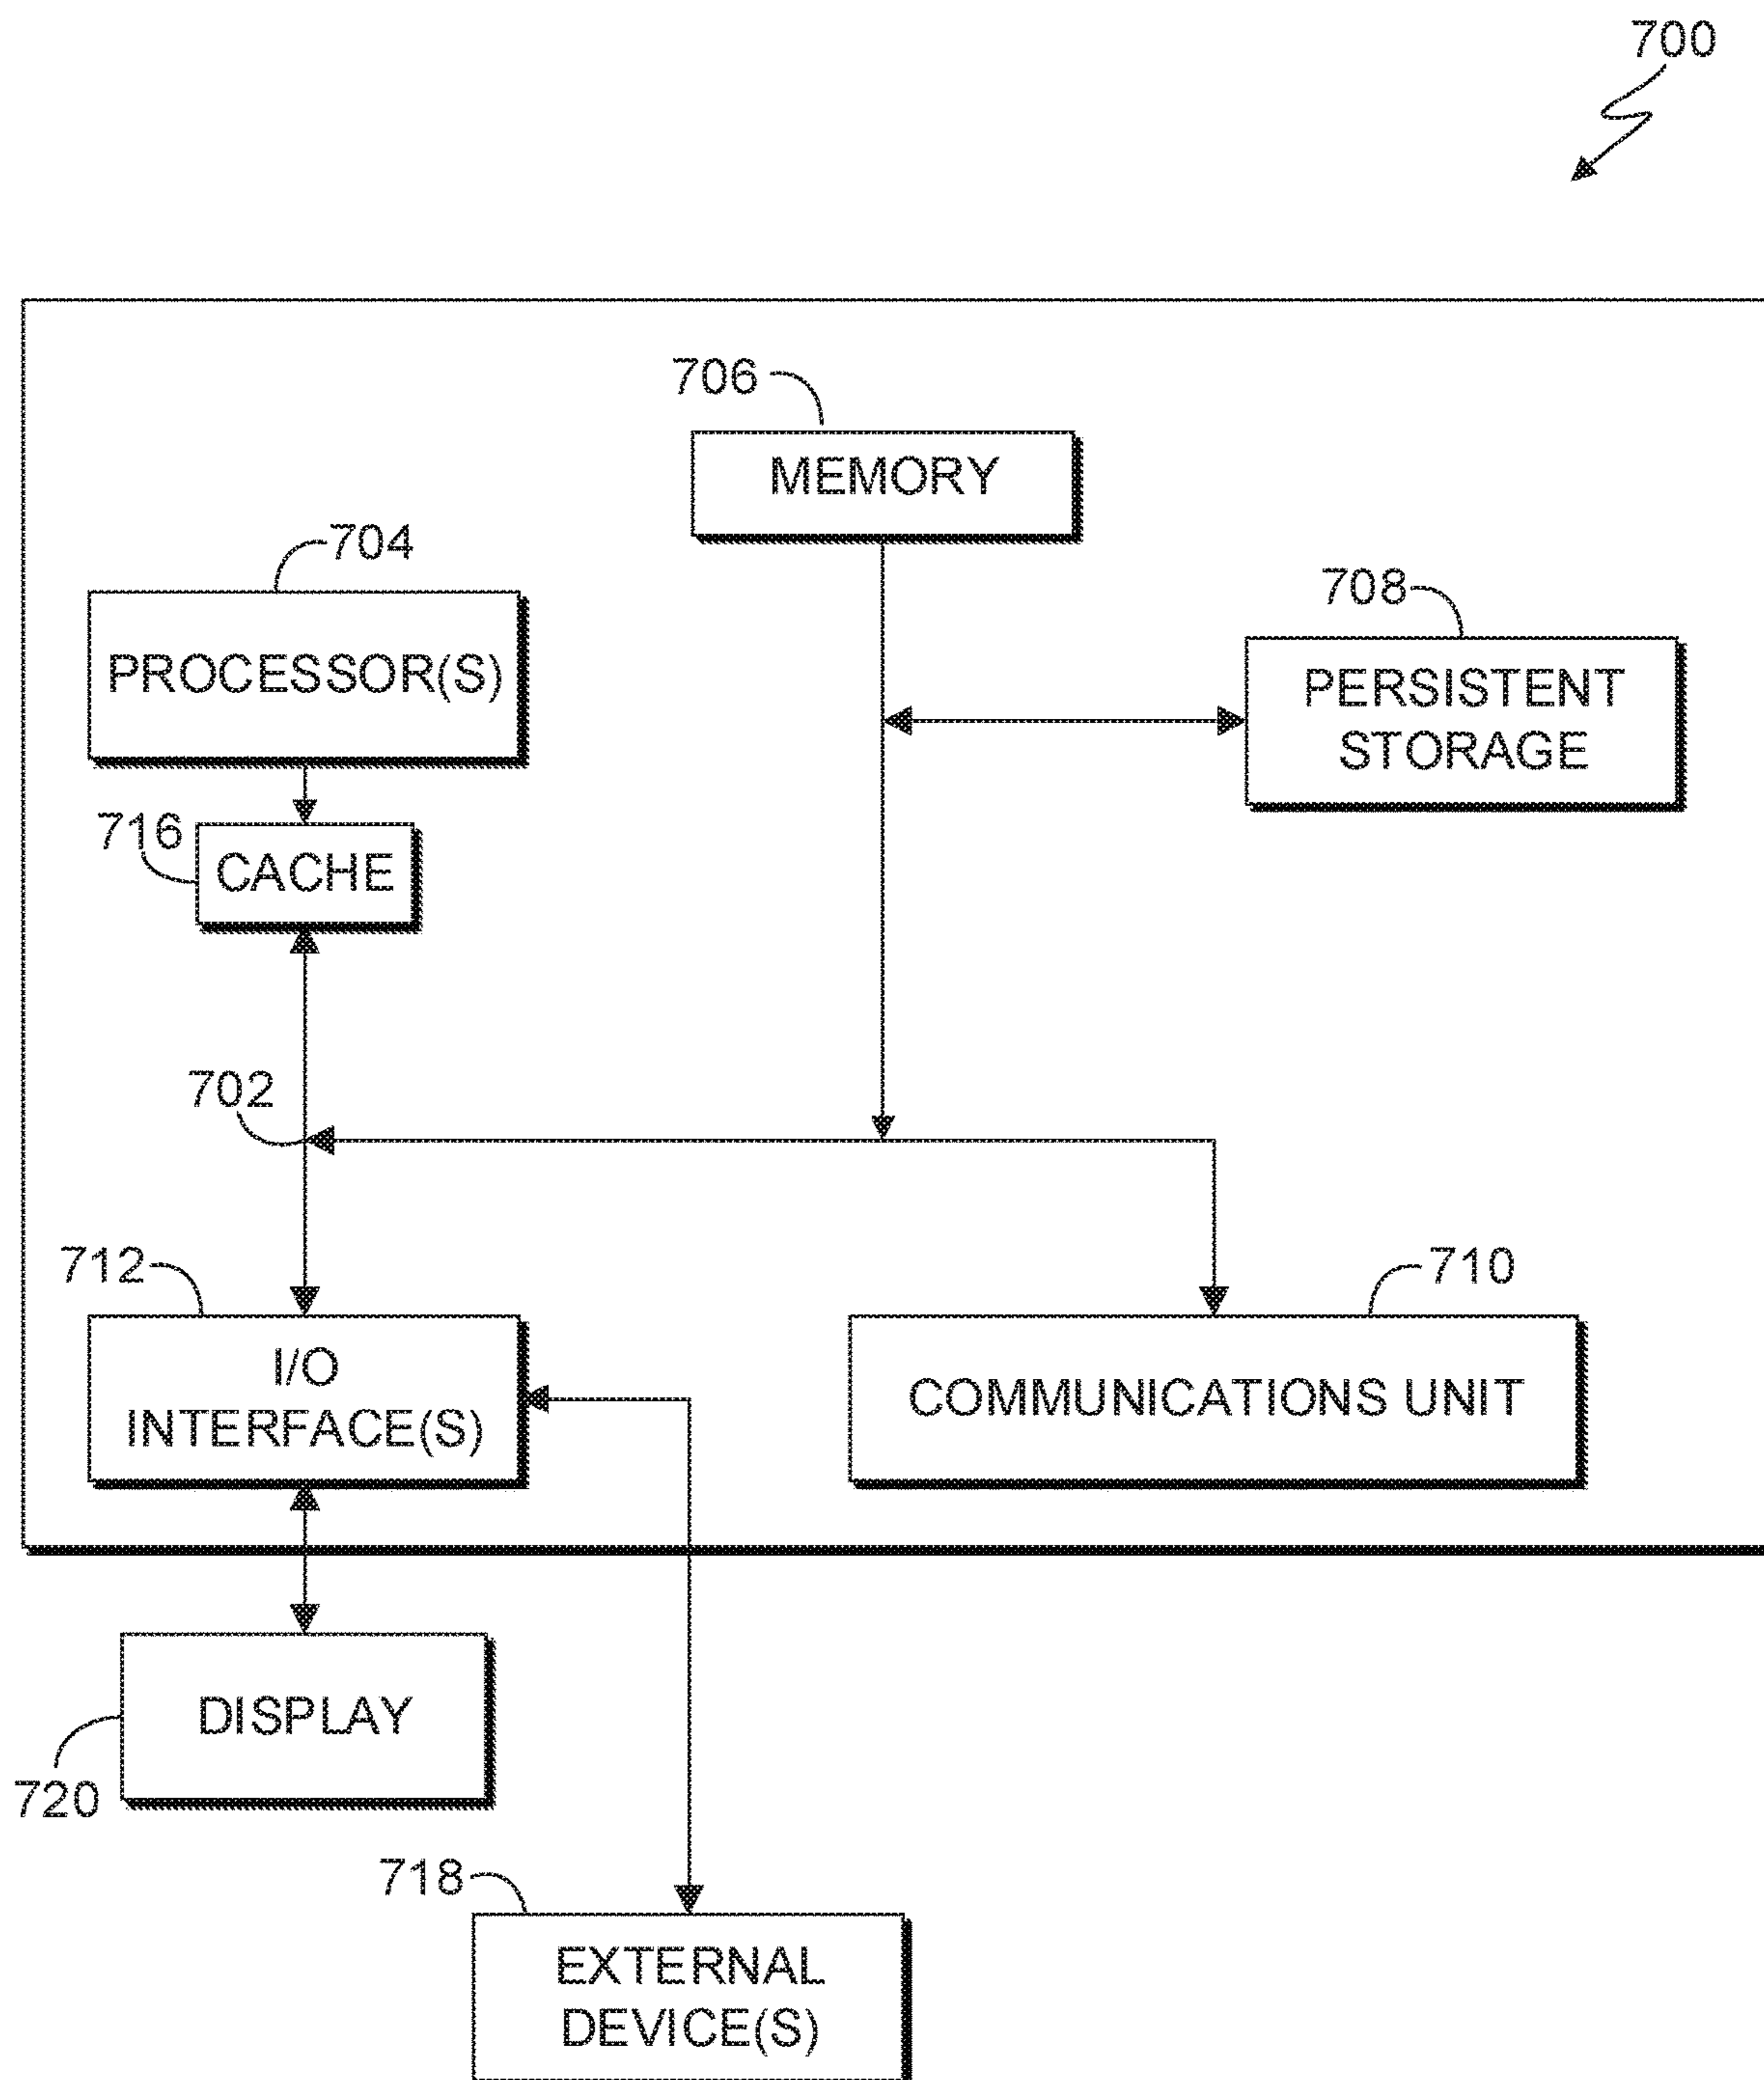 700
706
MEMORY
704
708
PROCESSOR(S)
PERSISTENT
STORAGE
716
CACHE
702
712
710
I/O
INTERFACE(S)
COMMUNICATIONS UNIT
DISPLAY
720
718
EXTERNAL
DEVICE(S)